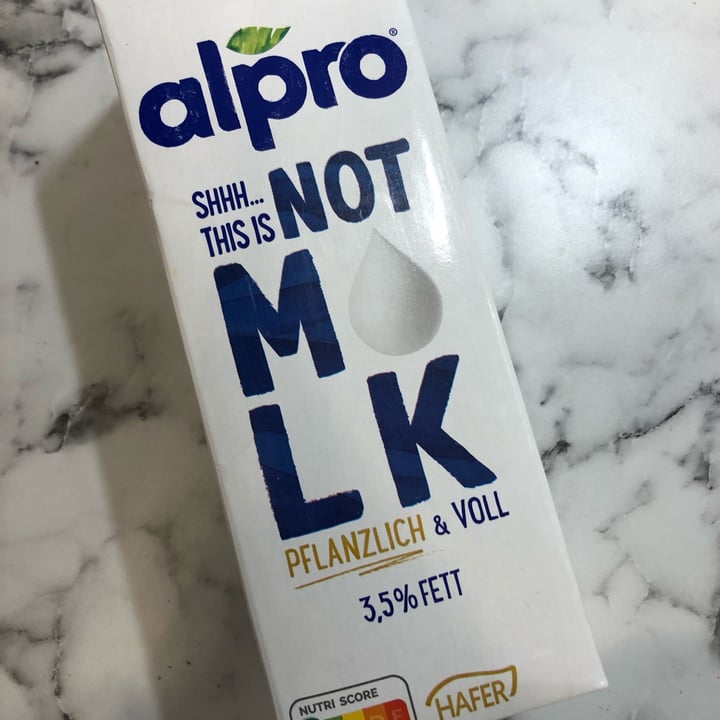 alpro®
SHHH...
THIS IS NOT
M LK
PFLANZLICH & VOLL
3,5% FETT
NUTRI SCORE
HAFER